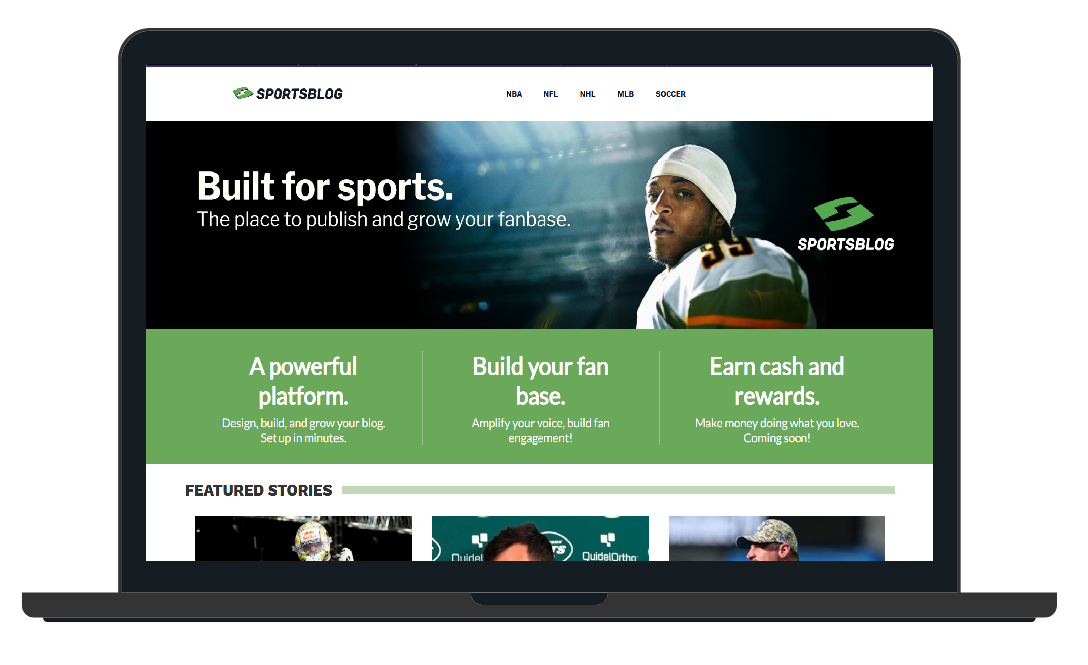 SPORTSBLOG
NBA NFL NHL MLB SOCCER
Built for sports.
The place to publish and grow your fanbase.
39
SPORTSBLOG
A powerful
platform.
Design, build, and grow your blog.
Set up in minutes.
Build your fan
base.
Amplify your voice, build fan
engagement!
Earn cash and
rewards.
Make money doing what you love.
Coming soon!
FEATURED STORIES
QuidelOrtho